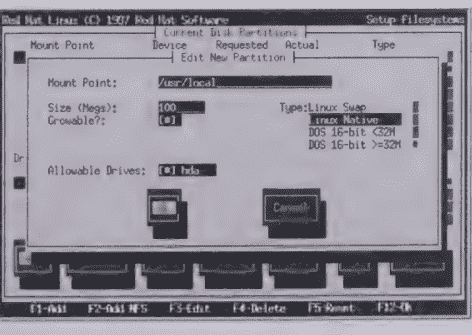 Red Hat Linux (C) 1997 Red Hat Software Setup Filesystems
Current Disk Partitions
Mount Point Device Requested Actual Type
Edit New Partition
Mount Point: /usr/local
Size (Megs): 100 Type:Linux Swap
Growable?: [*] Linux Native
DOS 16-bit <32M
DOS 16-bit >=32M
Dr
Allowable Drives: [*] hda
Cancel
F1-Add F2-Add NFS F3-Edit F4-Delete F5-Reset F12-Ok